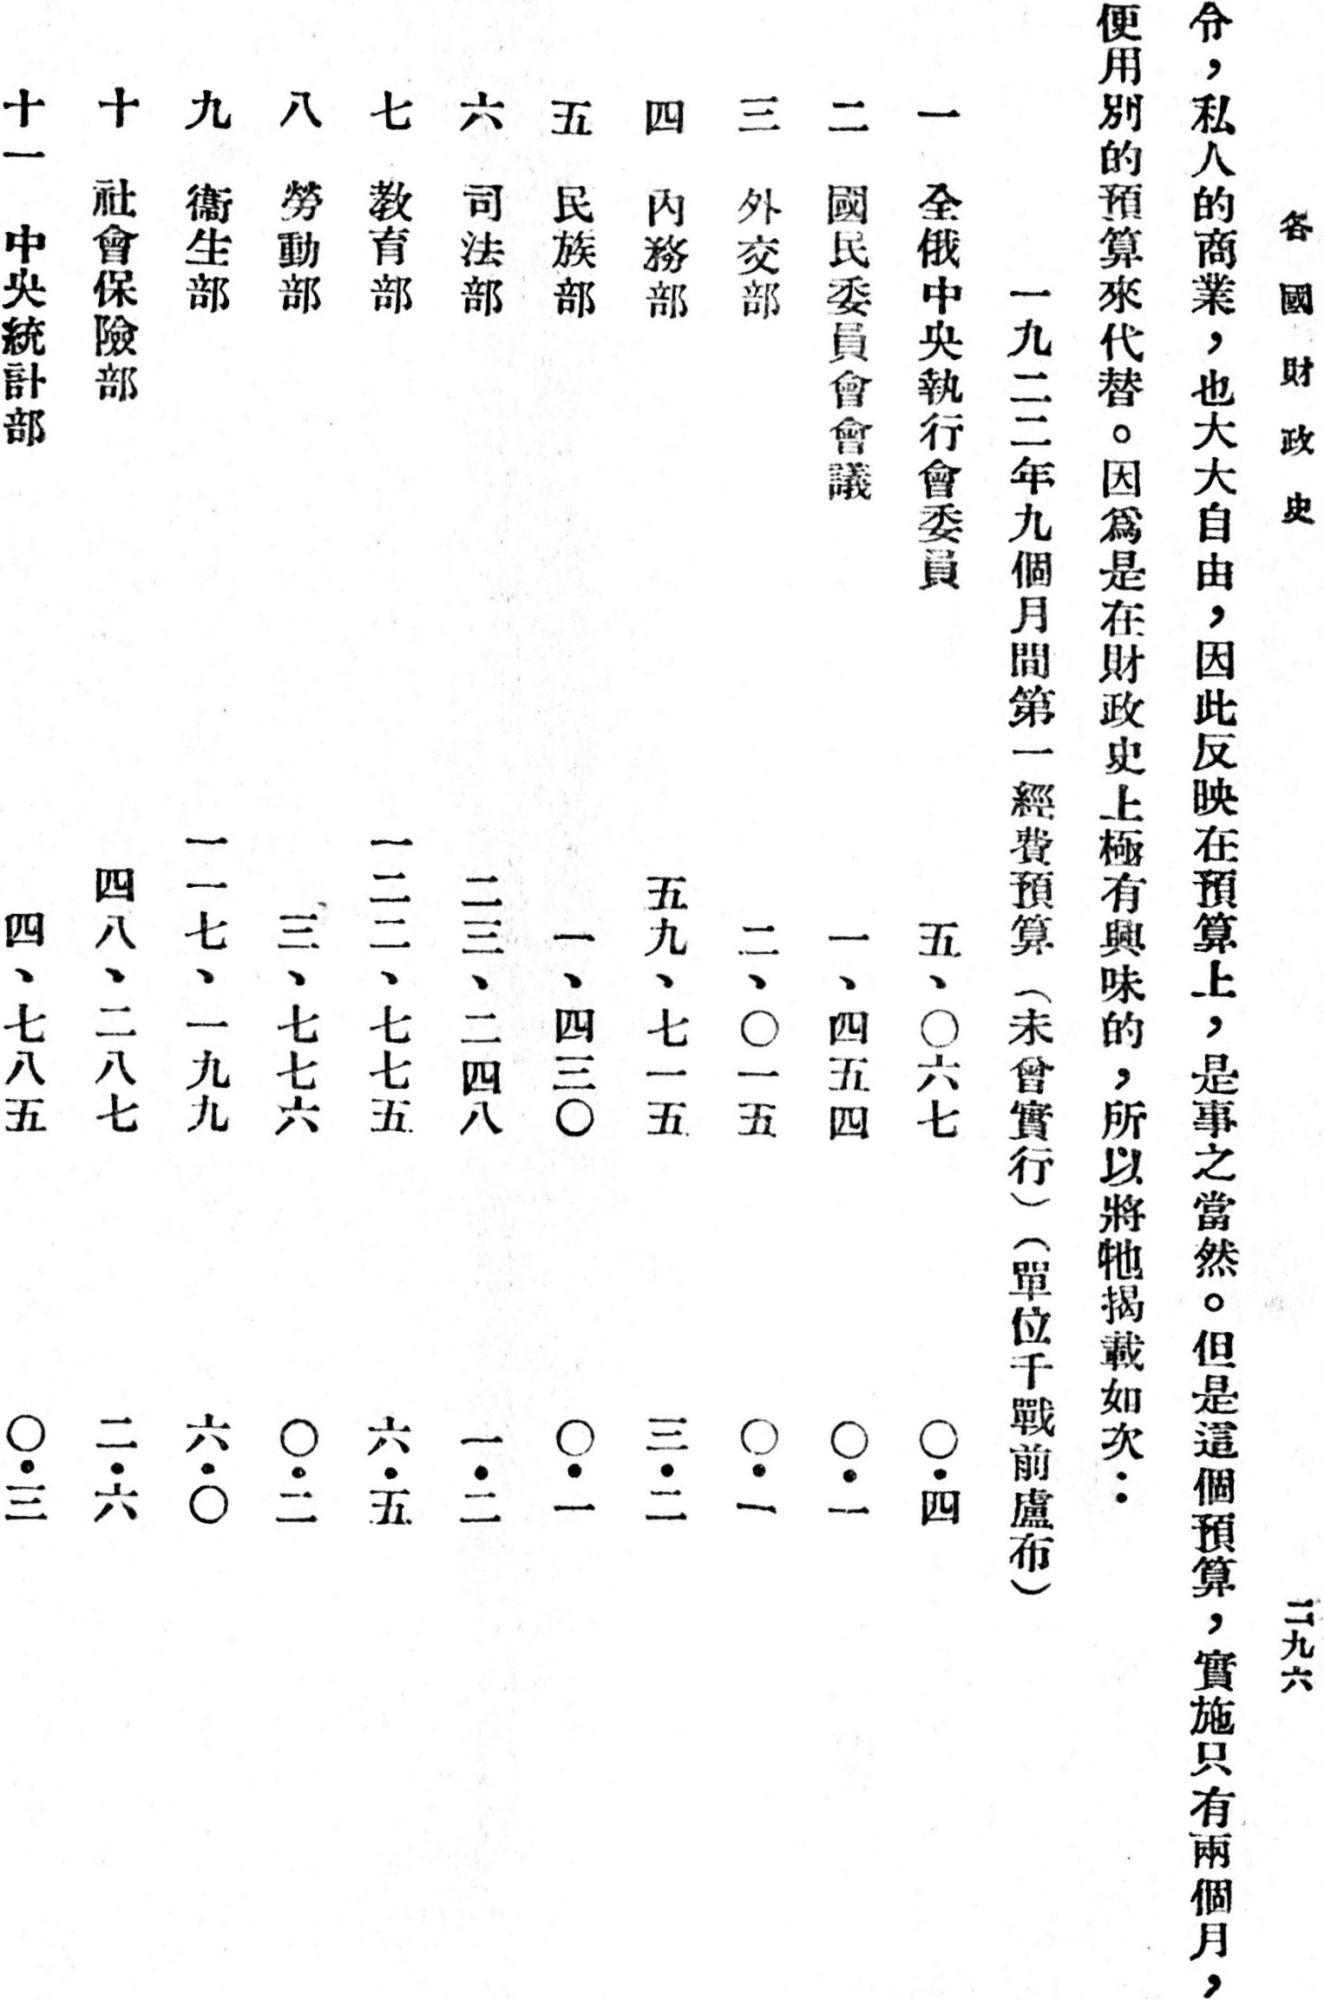 各國財政史
二九六
令，私人的商業，也大大自由，因此反映在預算上，是事之當然。但是這個預算，實施只有兩個月，
便用別的預算來代替。因爲是在財政史上極有興味的，所以將牠揭載如次：
一九二二年九個月間第一經費預算（未曾實行）（單位千戰前盧布）
一　全俄中央執行會委員　五、〇六七　〇・四
二　國民委員會會議　一、四五四　〇・一
三　外交部　二、〇一五　〇・一
四　內務部　五九、七一五　三・二
五　民族部　一、四三〇　〇・一
六　司法部　二三、二四八　一・二
七　教育部　一二二、七七五　六・五
八　勞動部　三、七七六　〇・二
九　衞生部　一一七、一九九　六・〇
十　社會保險部　四八、二八七　二・六
十一　中央統計部　四、七八五　〇・三